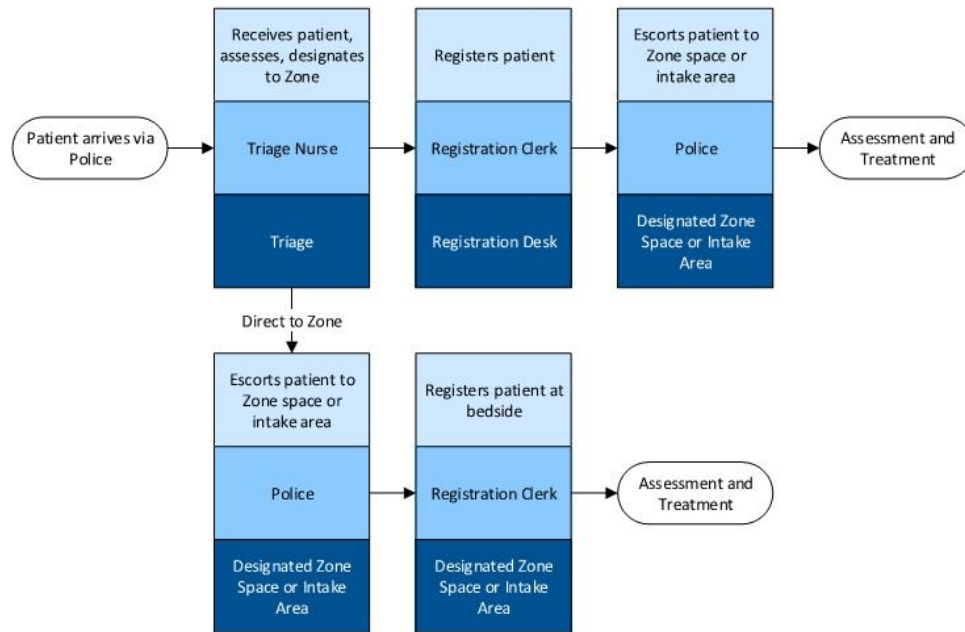 Receives patient,
assesses, designates
to Zone
Registers patient
Escorts patient to
Zone space or
intake area
Patient arrives via
Police
Triage Nurse
Registration Clerk
Police
Assessment and
Treatment
Triage
Registration Desk
Designated Zone
Space or Intake
Area
Direct to Zone
Escorts patient to
Zone space or
intake area
Registers patient at
bedside
Police
Registration Clerk
Assessment and
Treatment
Designated Zone
Space or Intake
Area
Designated Zone
Space or Intake
Area